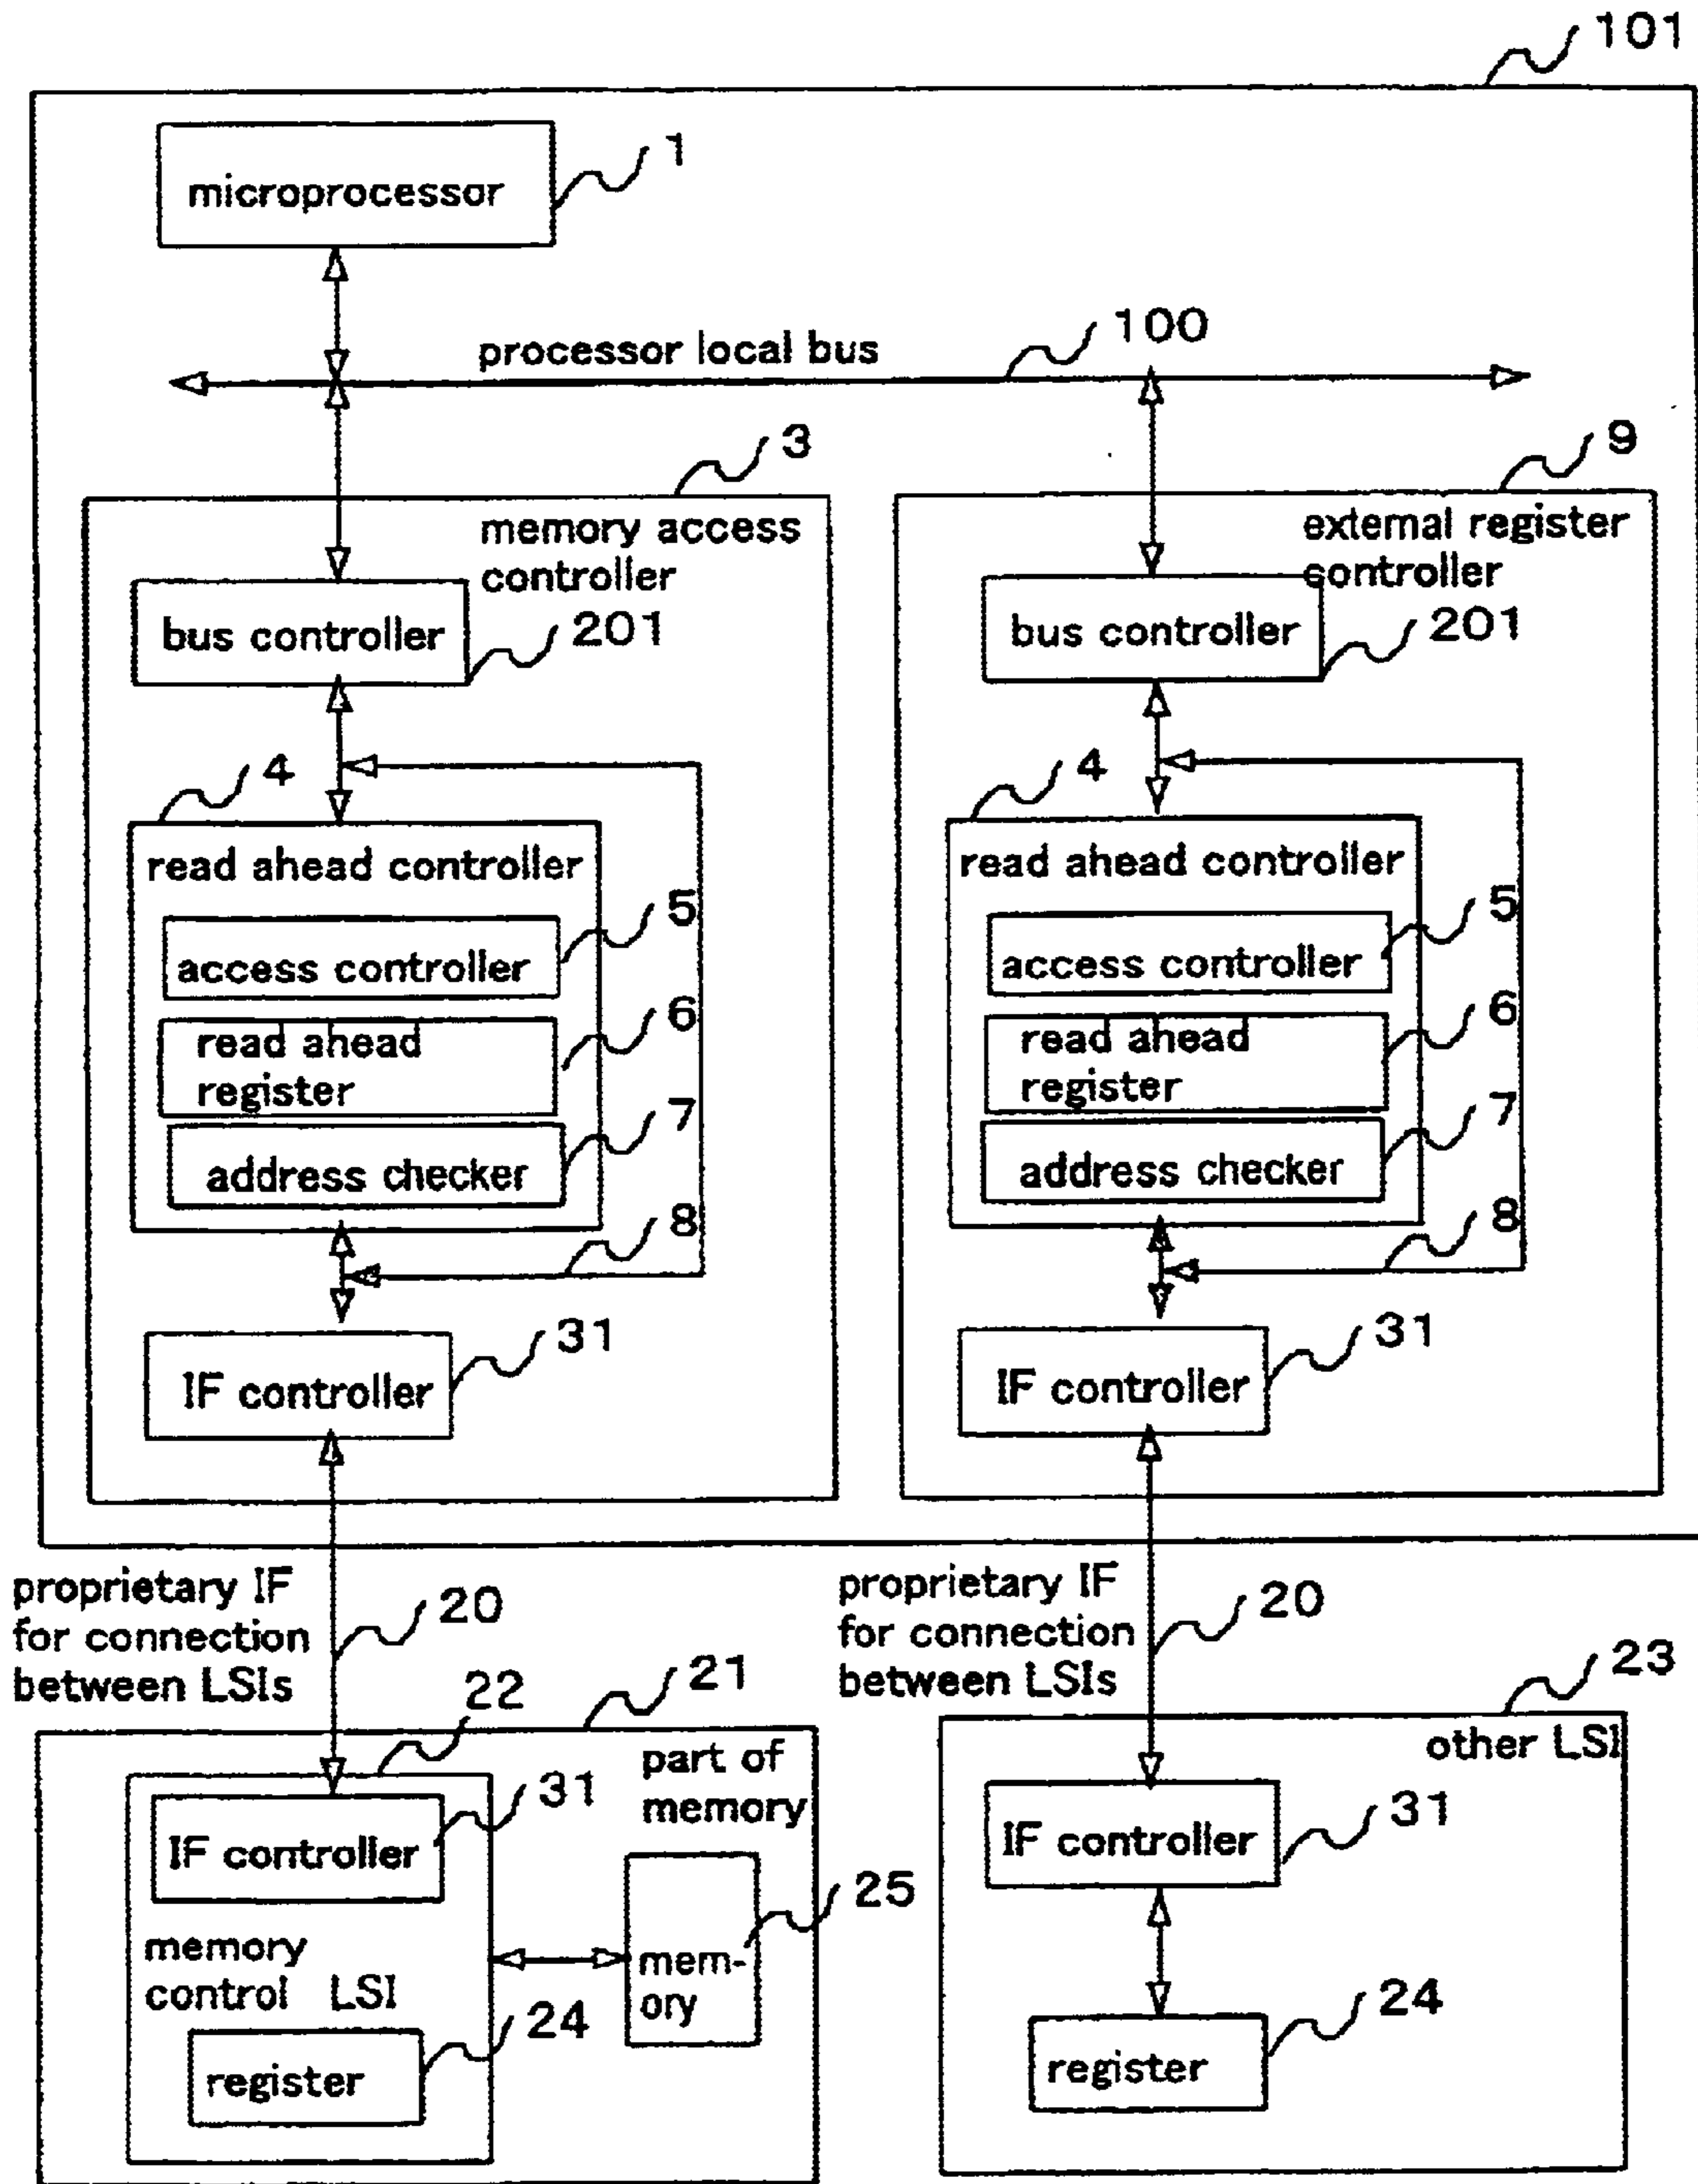 101
1
microprocessor
100
processor local bus
3
9
memory access
controller
external register
controller
bus controller
201
bus controller
201
4
4
read ahead controller
read ahead controller
5
5
access controller
access controller
6
6
read ahead
register
read ahead
register
7
7
address checker
address checker
8
8
31
31
IF controller
IF controller
proprietary IF
for connection
between LSIs
20
proprietary IF
for connection
between LSIs
20
22
21
23
part of
memory
other LSI
31
IF controller
31
IF controller
25
mem-
ory
memory
control LSI
24
register
24
register